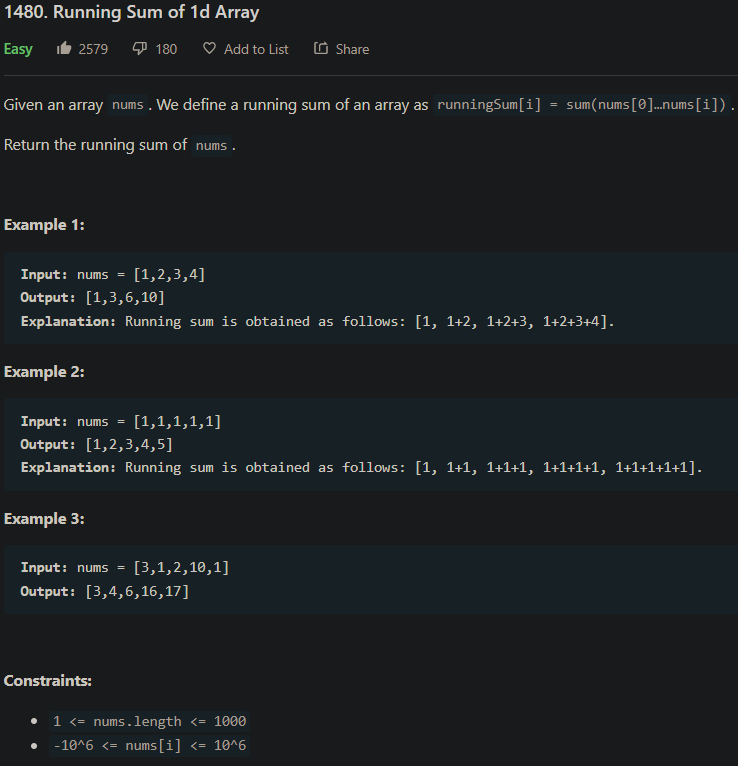 1480. Running Sum of 1d Array
Easy 2579 180 Add to List Share
Given an array nums. We define a running sum of an array as runningSum[i] = sum(nums[0]…nums[i]).
Return the running sum of nums.
Example 1:
Input: nums = [1,2,3,4]
Output: [1,3,6,10]
Explanation: Running sum is obtained as follows: [1, 1+2, 1+2+3, 1+2+3+4].
Example 2:
Input: nums = [1,1,1,1,1]
Output: [1,2,3,4,5]
Explanation: Running sum is obtained as follows: [1, 1+1, 1+1+1, 1+1+1+1, 1+1+1+1+1].
Example 3:
Input: nums = [3,1,2,10,1]
Output: [3,4,6,16,17]
Constraints:
• 1 <= nums.length <= 1000
• -10^6 <= nums[i] <= 10^6